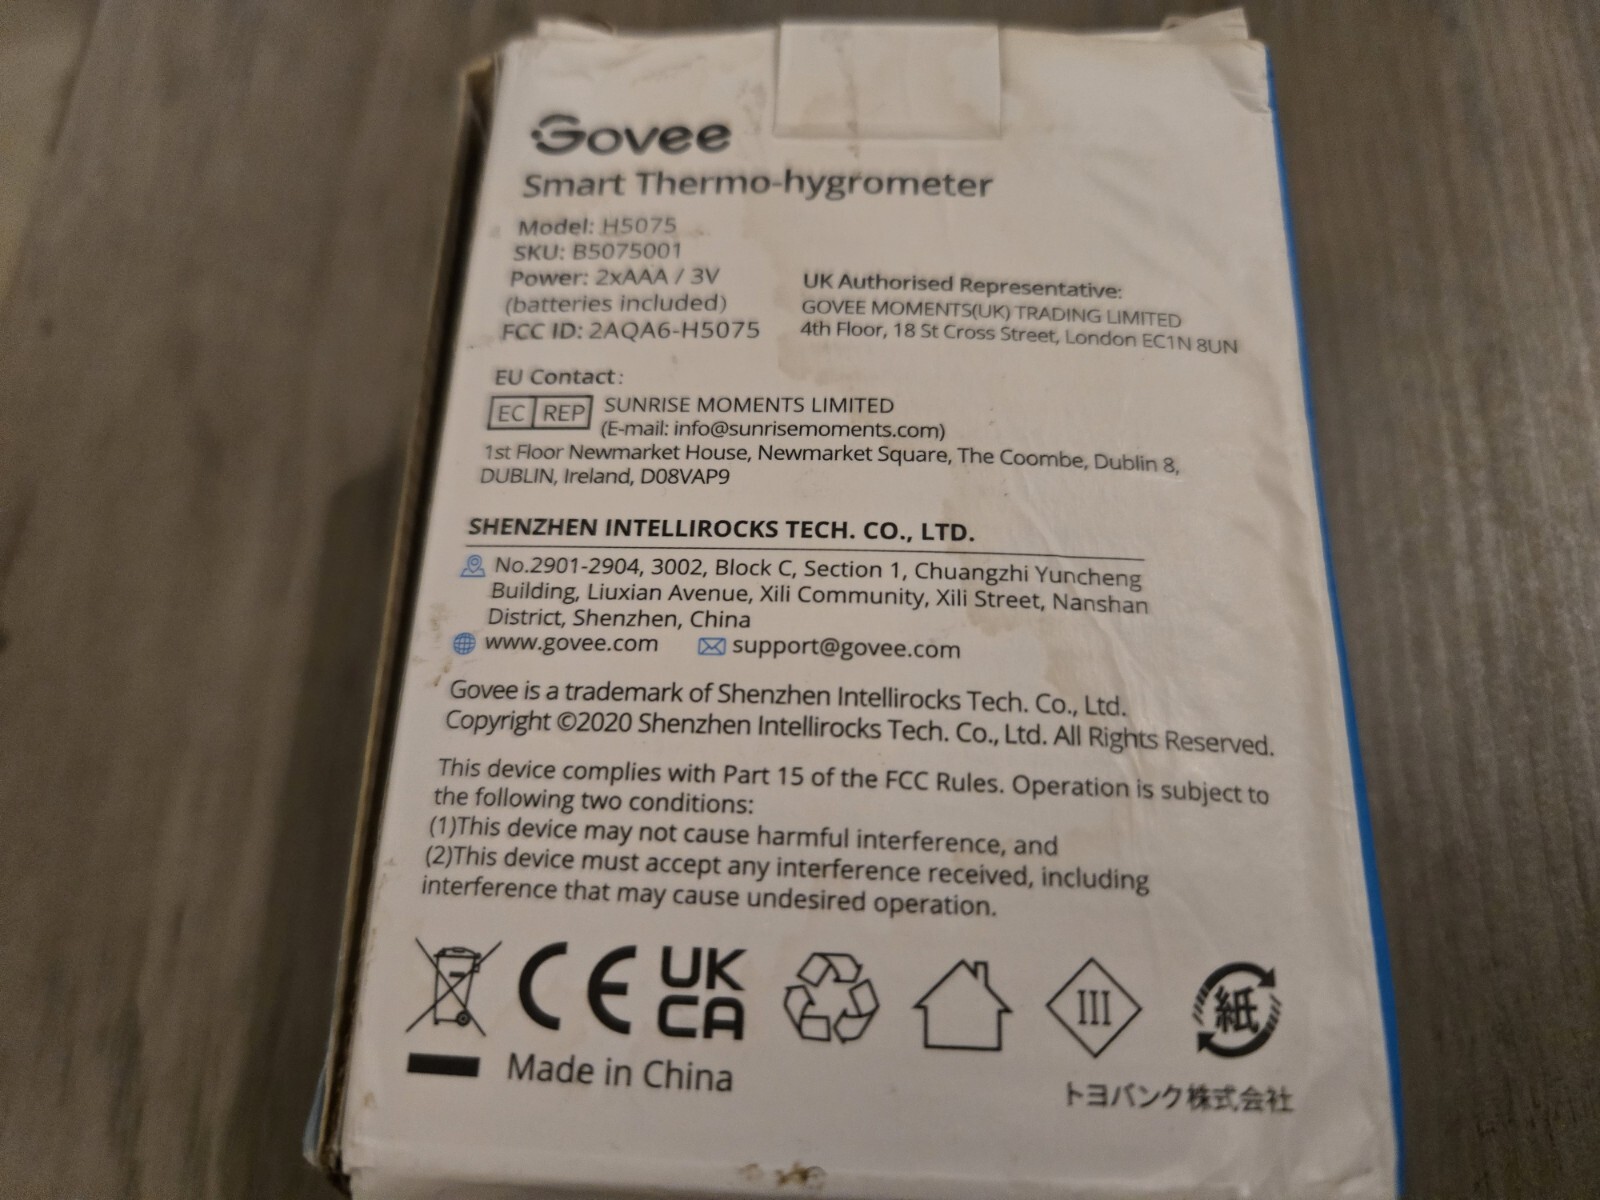 Govee
Smart Thermo-hygrometer
Model: H5075
SKU: B5075001
Power: 2xAAA / 3V
(batteries included)
FCC ID: 2AQA6-H5075
UK Authorised Representative:
GOVEE MOMENTS(UK) TRADING LIMITED
4th Floor, 18 St Cross Street, London EC1N 8UN
EU Contact:
EC REP SUNRISE MOMENTS LIMITED
(E-mail: info@sunrisemoments.com)
1st Floor Newmarket House, Newmarket Square, The Coombe, Dublin 8,
DUBLIN, Ireland, D08VAP9
SHENZHEN INTELLIROCKS TECH. CO., LTD.
No.2901-2904, 3002, Block C, Section 1, Chuangzhi Yuncheng
Building, Liuxian Avenue, Xili Community, Xili Street, Nanshan
District, Shenzhen, China
www.govee.com support@govee.com
Govee is a trademark of Shenzhen Intellirocks Tech. Co., Ltd.
Copyright ©2020 Shenzhen Intellirocks Tech. Co., Ltd. All Rights Reserved.
This device complies with Part 15 of the FCC Rules. Operation is subject to
the following two conditions:
(1)This device may not cause harmful interference, and
(2)This device must accept any interference received, including
interference that may cause undesired operation.
CE UK CA III 紙
Made in China
トヨバンク株式会社